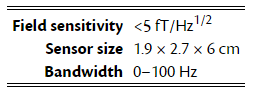 Field sensitivity <5 fT/Hz^1/2
Sensor size 1.9 × 2.7 × 6 cm
Bandwidth 0–100 Hz